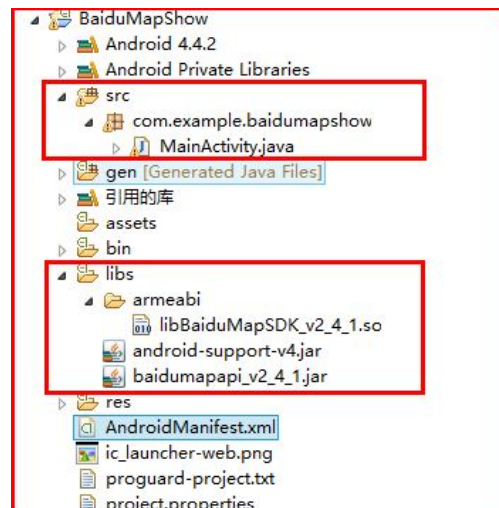 BaiduMapShow
Android 4.4.2
Android Private Libraries
src
com.example.baidumapshow
MainActivity.java
gen [Generated Java Files]
引用的库
assets
bin
libs
armeabi
libBaiduMapSDK_v2_4_1.so
android-support-v4.jar
baidumapapi_v2_4_1.jar
res
AndroidManifest.xml
ic_launcher-web.png
proguard-project.txt
project.properties